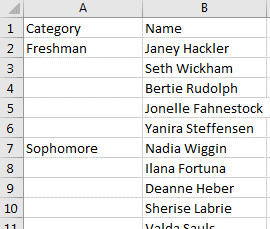 A B
1 Category Name
2 Freshman Janey Hackler
3 Seth Wickham
4 Bertie Rudolph
5 Jonelle Fahnestock
6 Yanira Steffensen
7 Sophomore Nadia Wiggin
8 Ilana Fortuna
9 Deanne Heber
10 Sherise Labrie
11 Valda Sauls